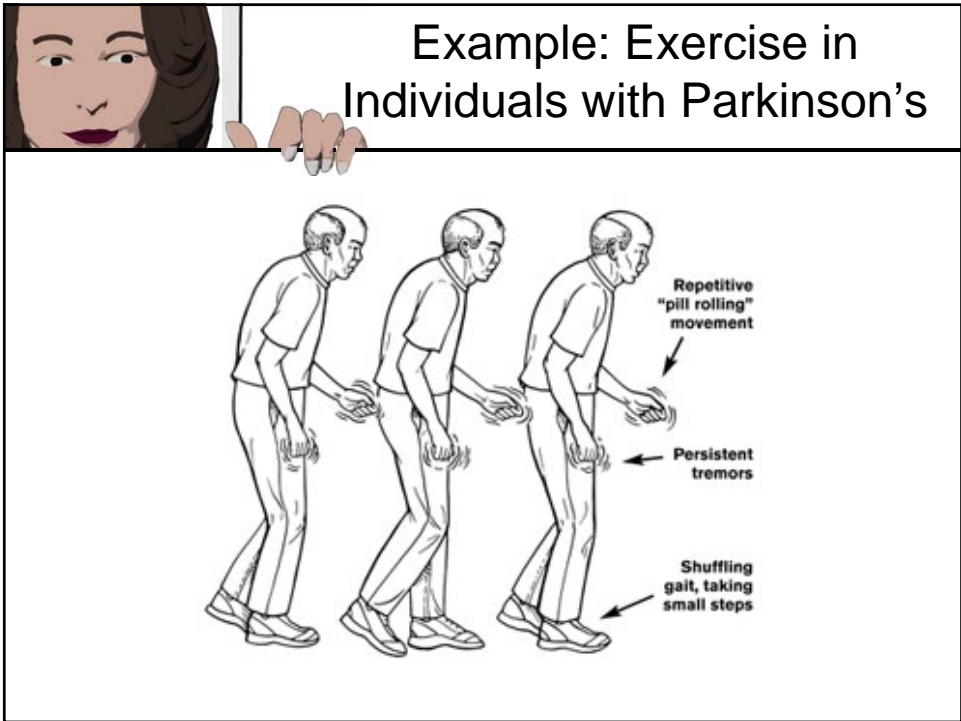 Example: Exercise in
Individuals with Parkinson's
Repetitive
“pill rolling”
movement
Persistent
tremors
Shuffling
gait, taking
small steps